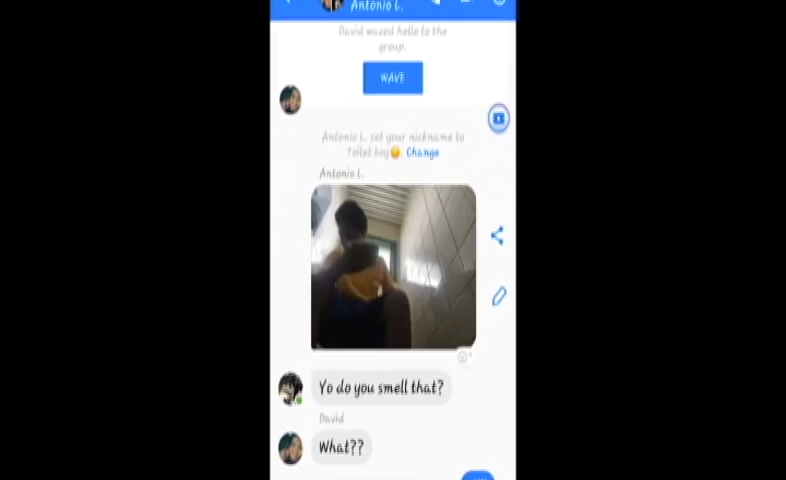 Antonio L.
David waved hello to the
group.
WAVE
Antonio L. set your nickname to
Toilet boy😳. Change
Antonio L.
Yo do you smell that?
David
What??